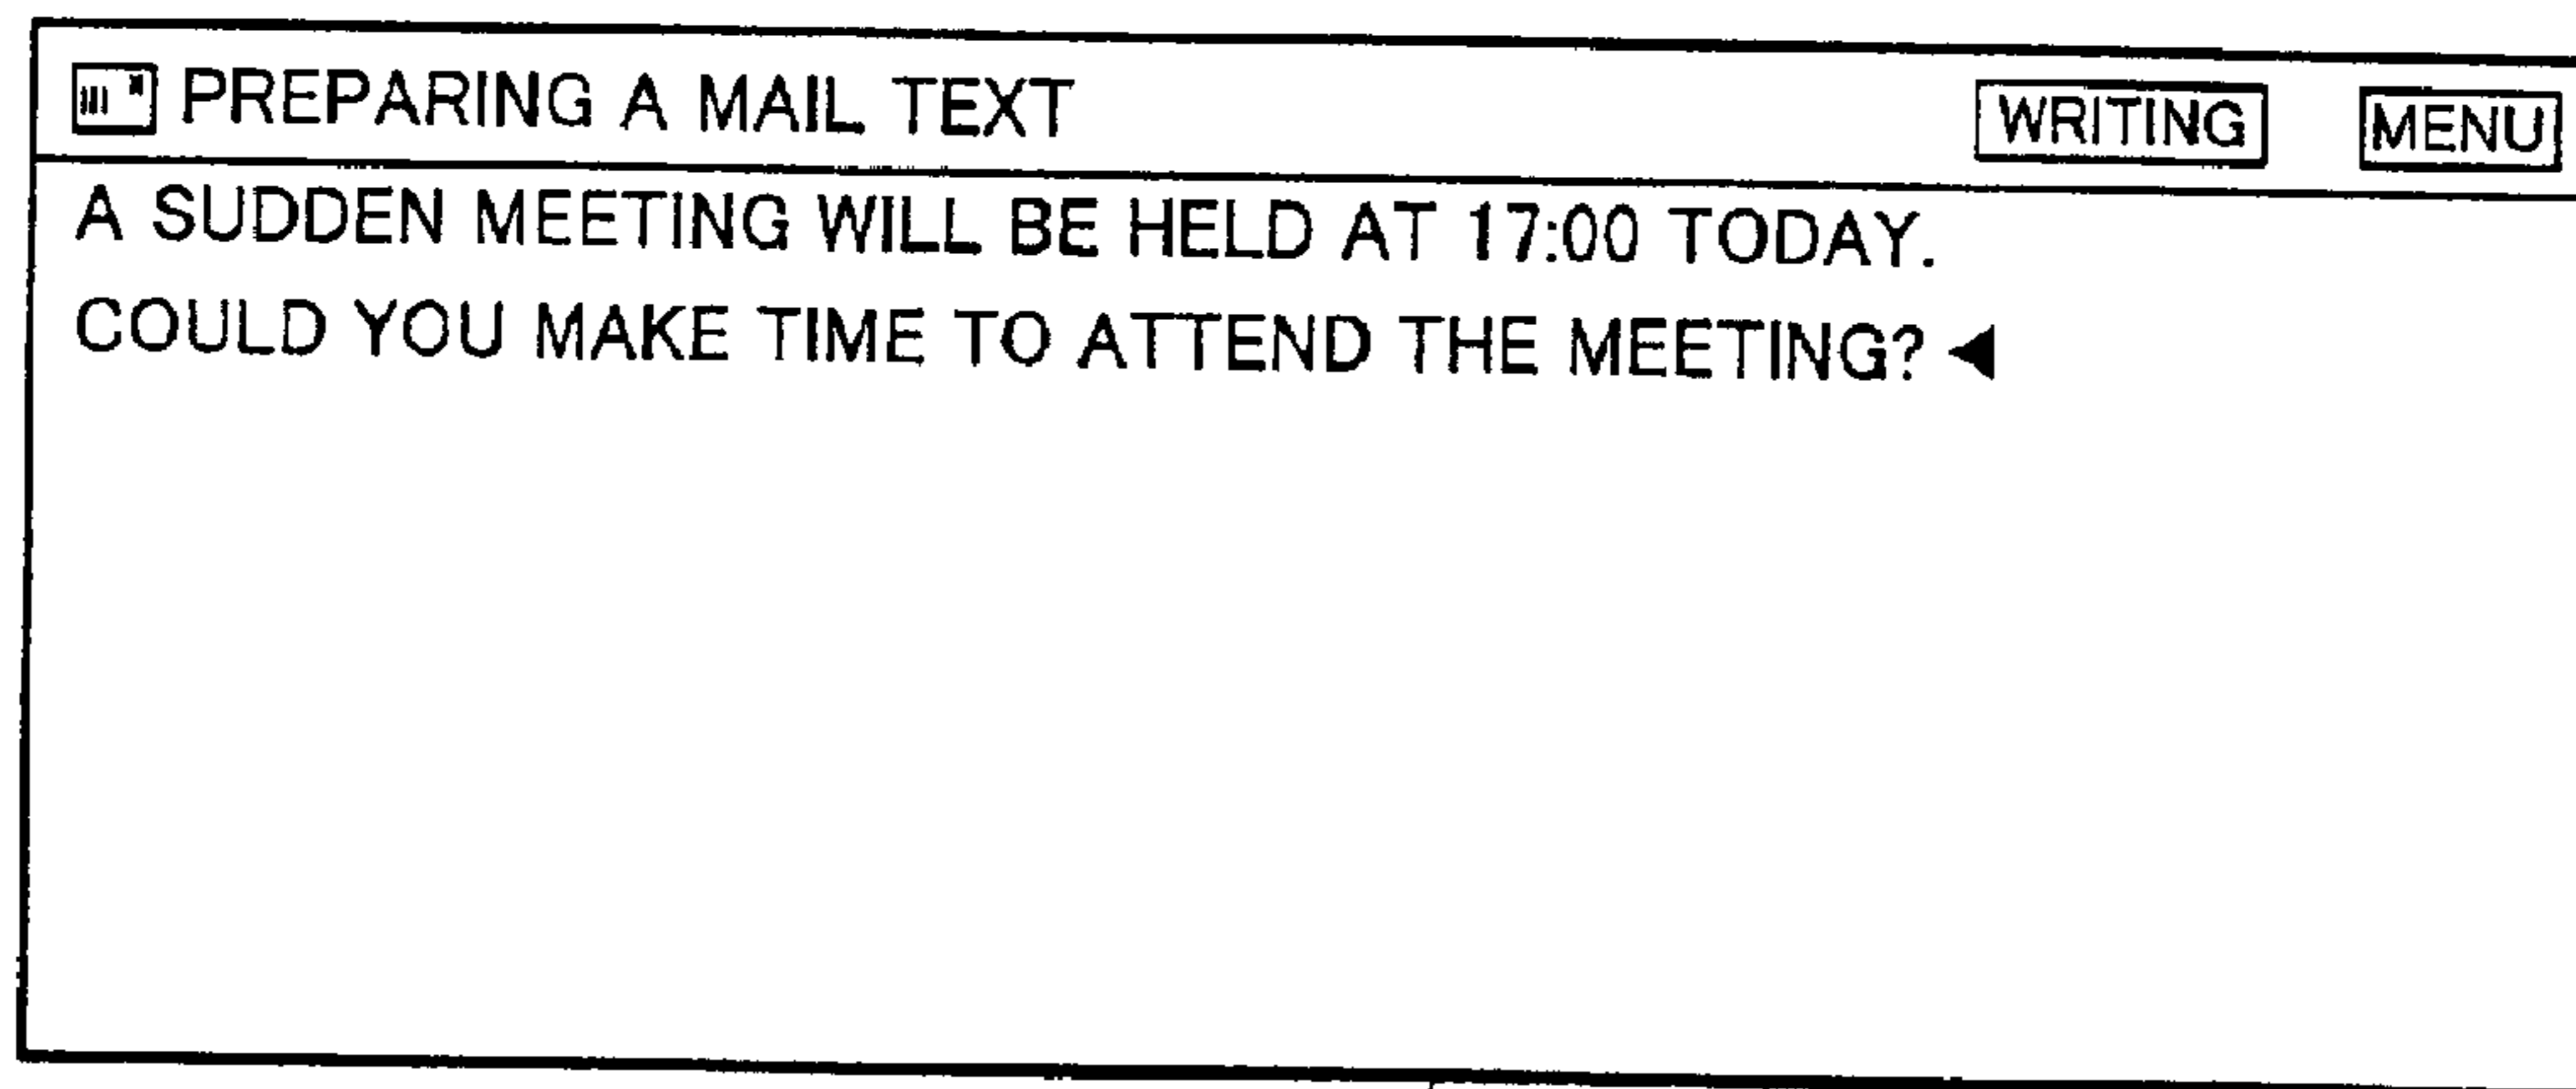 PREPARING A MAIL TEXT WRITING MENU
A SUDDEN MEETING WILL BE HELD AT 17:00 TODAY.
COULD YOU MAKE TIME TO ATTEND THE MEETING?